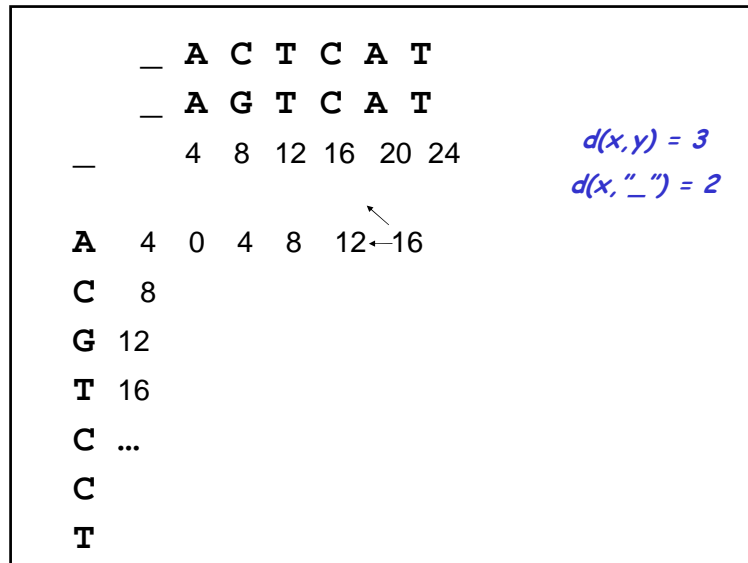 _ A C T C A T
_ A G T C A T
_ 4 8 12 16 20 24
d(x,y) = 3
d(x,"_") = 2
A 4 0 4 8 12 16
C 8
G 12
T 16
C ...
C
T